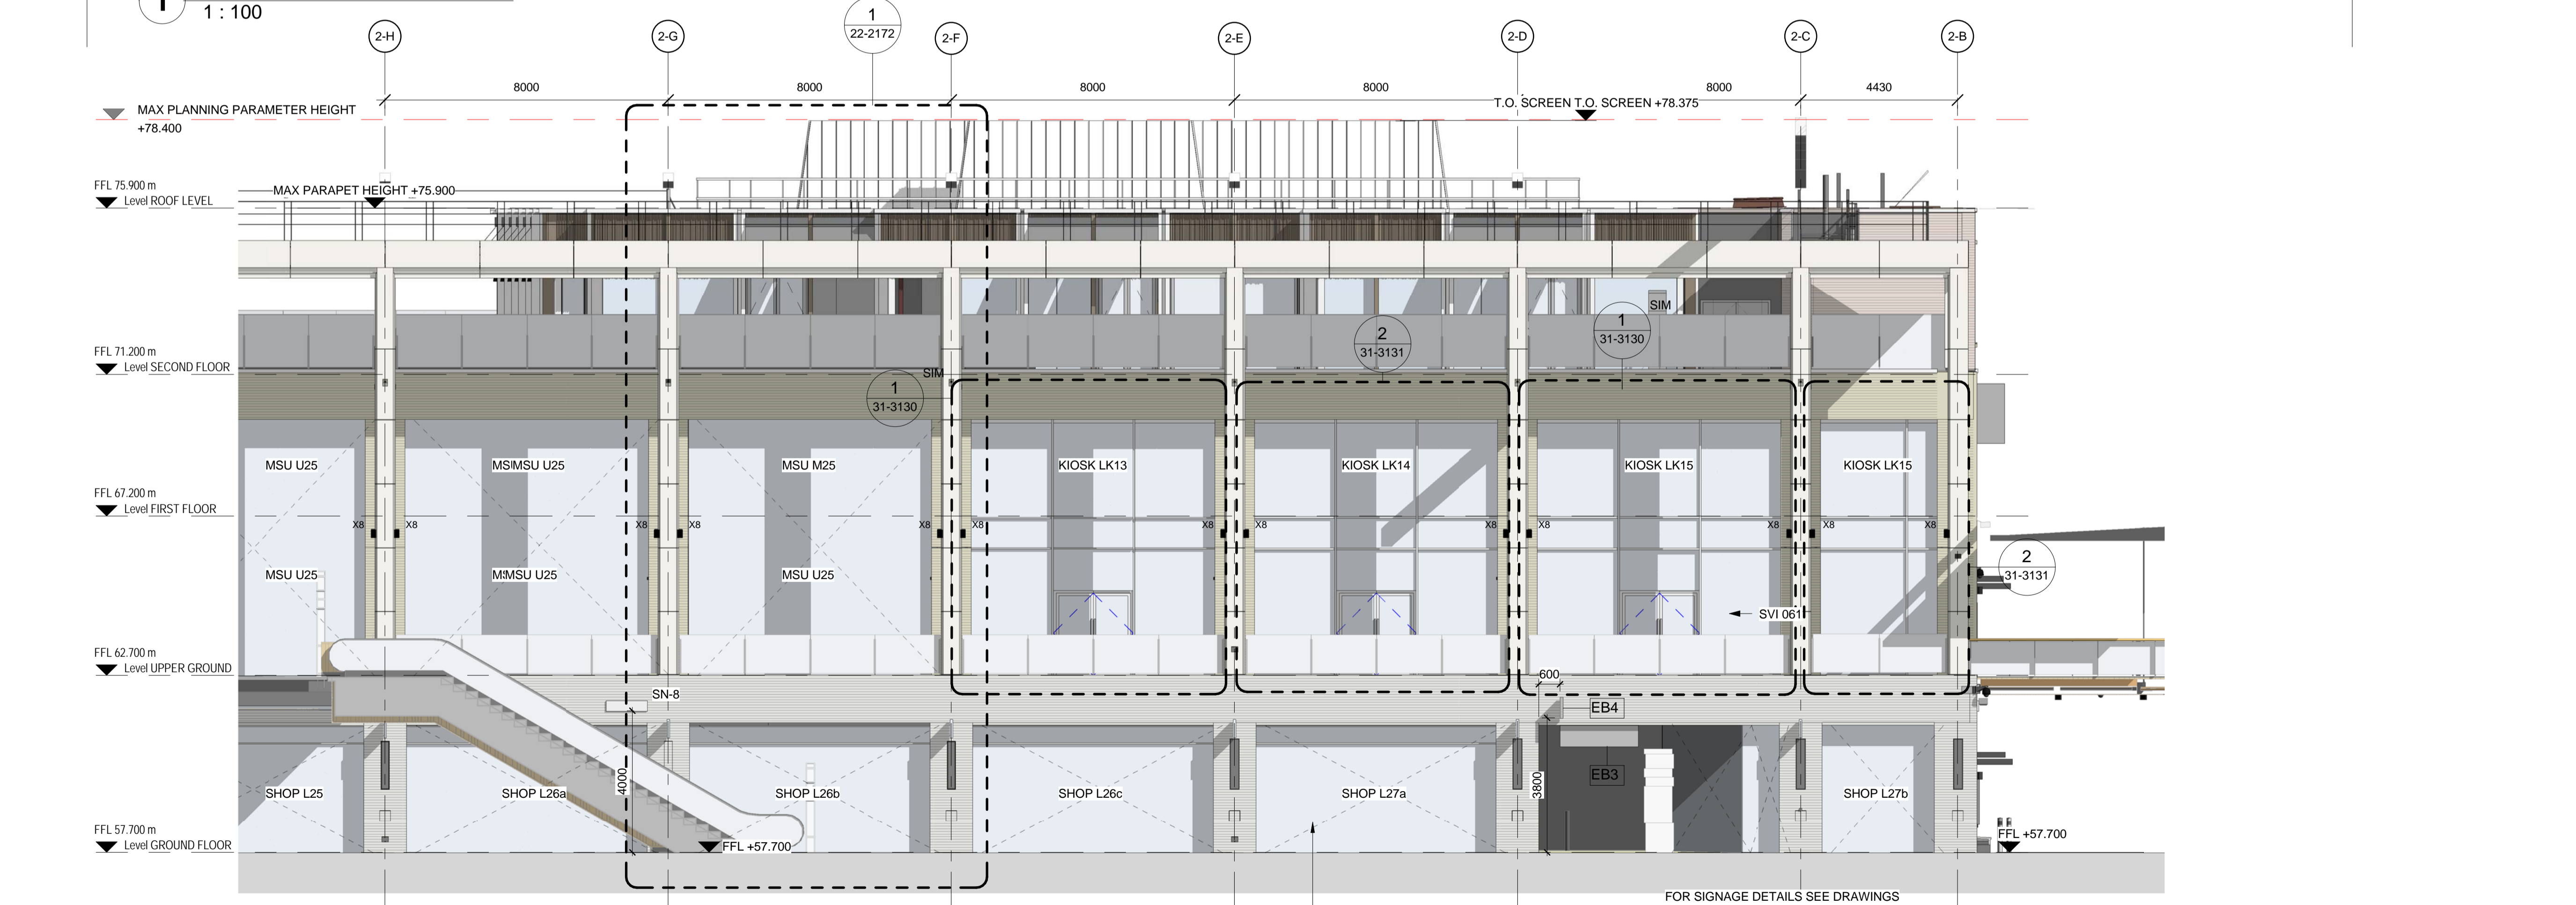 1
1 : 100
1
22-2172
2-H
2-G
2-F
2-E
2-D
2-C
2-B
8000
8000
8000
8000
8000
4430
MAX PLANNING PARAMETER HEIGHT
+78.400
T.O. SCREEN T.O. SCREEN +78.375
FFL 75.900 m
Level ROOF LEVEL
MAX PARAPET HEIGHT +75.900
SIM
1
31-3130
2
31-3131
FFL 71.200 m
Level SECOND FLOOR
SIM
1
31-3130
MSU U25
MSU U25
MSU M25
KIOSK LK13
KIOSK LK14
KIOSK LK15
KIOSK LK15
FFL 67.200 m
Level FIRST FLOOR
X8
X8
X8
X8
X8
X8
X8
X8
X8
X8
X8
X8
X8
2
31-3131
MSU U25
MSU U25
MSU U25
SVI 061
FFL 62.700 m
Level UPPER GROUND
600
SN-8
EB4
4000
3800
EB3
SHOP L25
SHOP L26a
SHOP L26b
SHOP L26c
SHOP L27a
SHOP L27b
FFL 57.700 m
Level GROUND FLOOR
FFL +57.700
FFL +57.700
FOR SIGNAGE DETAILS SEE DRAWINGS